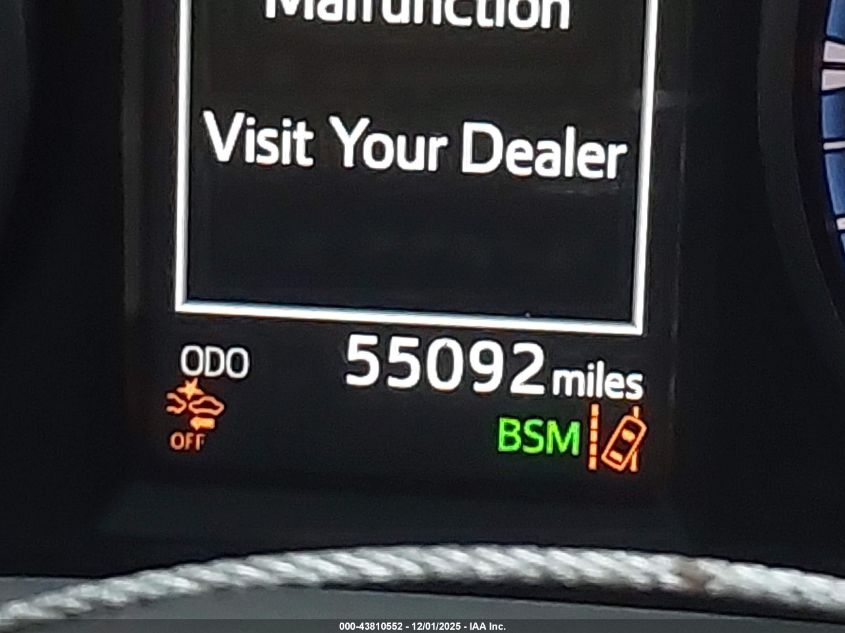 Malfunction
Visit Your Dealer
ODO 55092 miles
OFF BSM
000-43810552 - 12/01/2025 - IAA Inc.